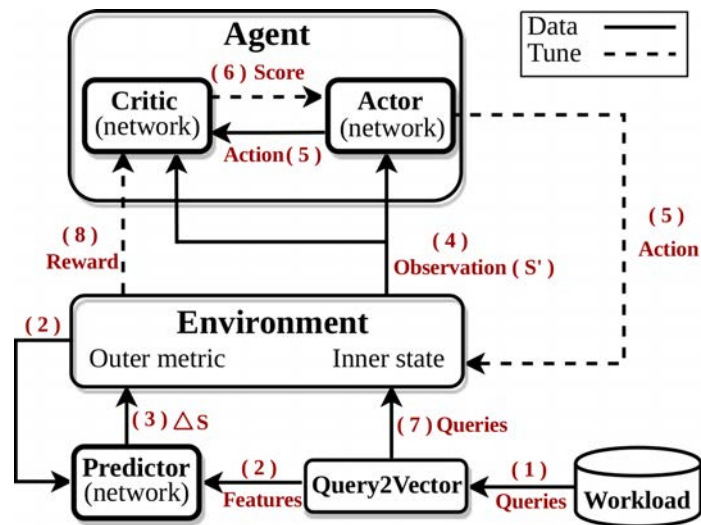 Agent
Data
Tune
( 6 ) Score
Critic
(network)
Actor
(network)
Action( 5 )
( 8 )
Reward
( 4 )
Observation ( S' )
( 5 )
Action
( 2 )
Environment
Outer metric
Inner state
( 3 ) △ S
( 7 ) Queries
Predictor
(network)
( 2 )
Features
Query2Vector
( 1 )
Queries
Workload